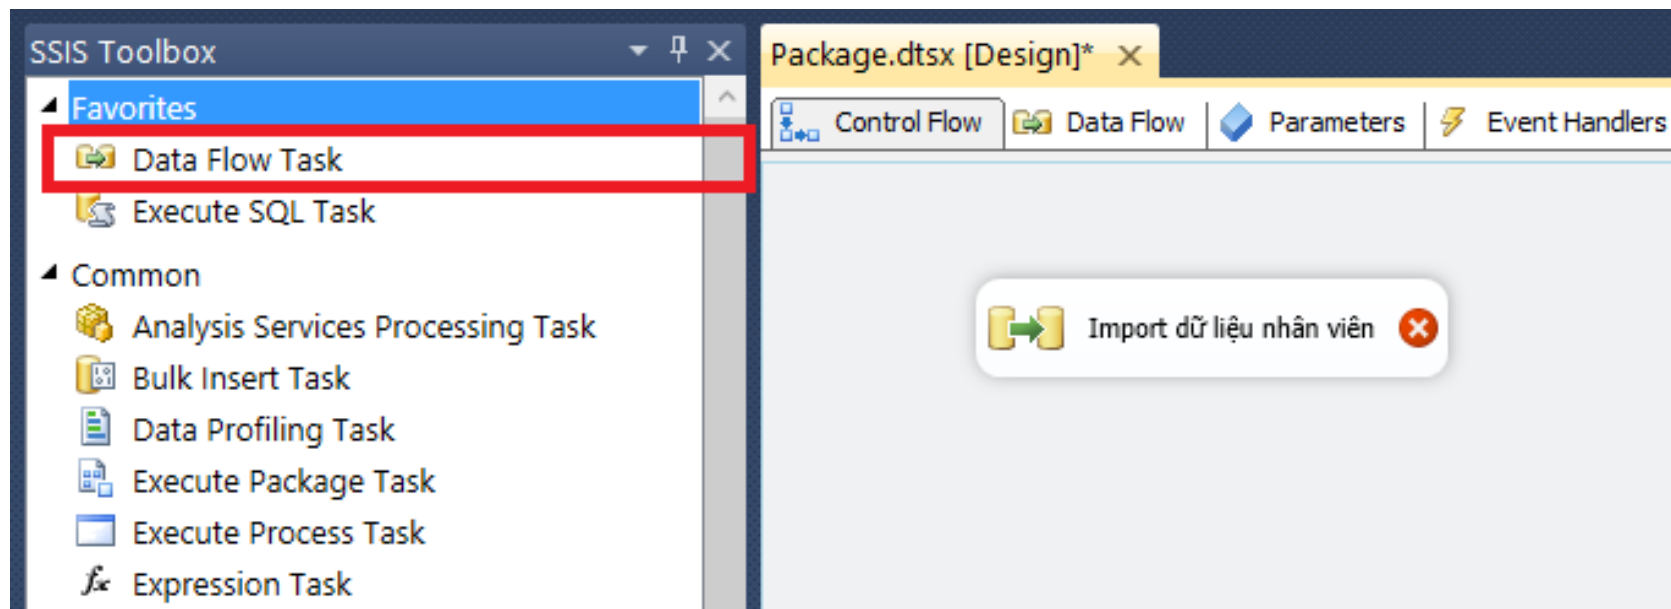 SSIS Toolbox
Favorites
Data Flow Task
Execute SQL Task
Common
Analysis Services Processing Task
Bulk Insert Task
Data Profiling Task
Execute Package Task
Execute Process Task
Expression Task
Package.dtsx [Design]*
Control Flow Data Flow Parameters Event Handlers
Import dữ liệu nhân viên